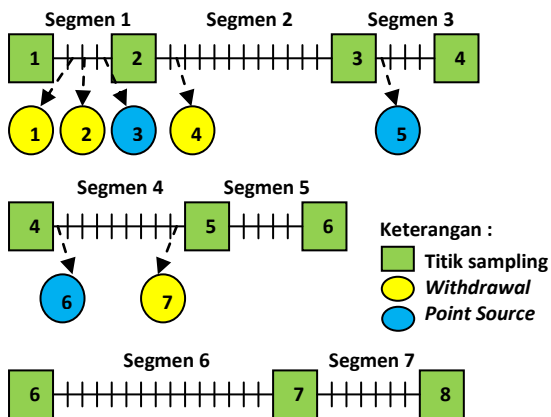 Segmen 1 Segmen 2 Segmen 3
1 2 3 4
1 2 3 4 5
Segmen 4 Segmen 5
4 5 6
6 7
Keterangan :
Titik sampling
Withdrawal
Point Source
Segmen 6 Segmen 7
6 7 8